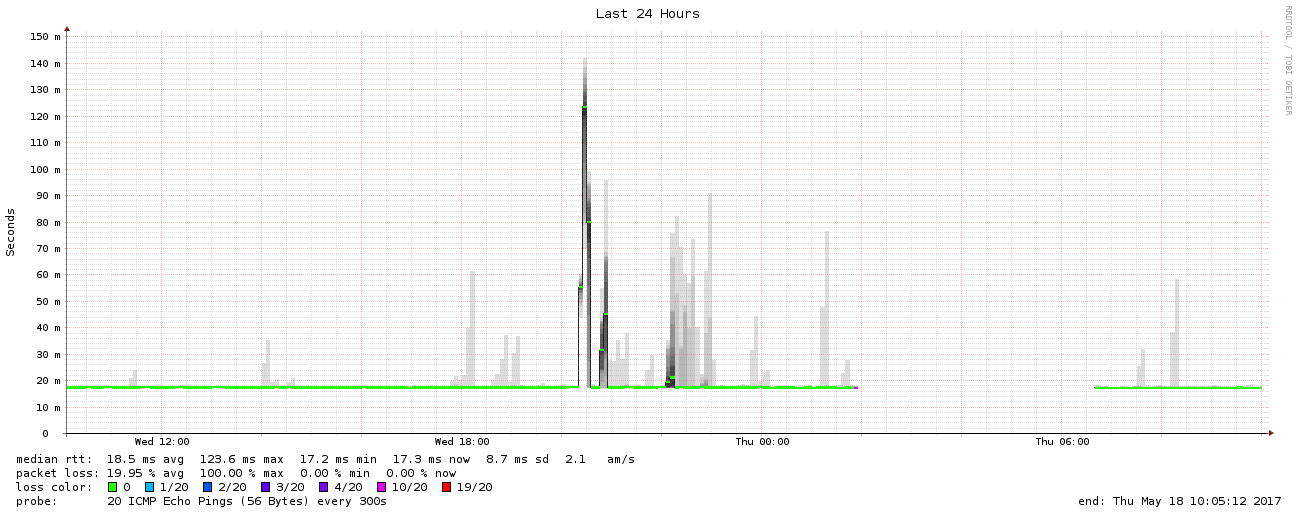 Last 24 Hours
RRDTOOL / TOBI OETIKER
Seconds
150 m
140 m
130 m
120 m
110 m
100 m
90 m
80 m
70 m
60 m
50 m
40 m
30 m
20 m
10 m
0
Wed 12:00 Wed 18:00 Thu 00:00 Thu 06:00
median rtt: 18.5 ms avg 123.6 ms max 17.2 ms min 17.3 ms now 8.7 ms sd 2.1 am/s
packet loss: 19.95 % avg 100.00 % max 0.00 % min 0.00 % now
loss color: 0 1/20 2/20 3/20 4/20 10/20 19/20
probe: 20 ICMP Echo Pings (56 Bytes) every 300s end: Thu May 18 10:05:12 2017